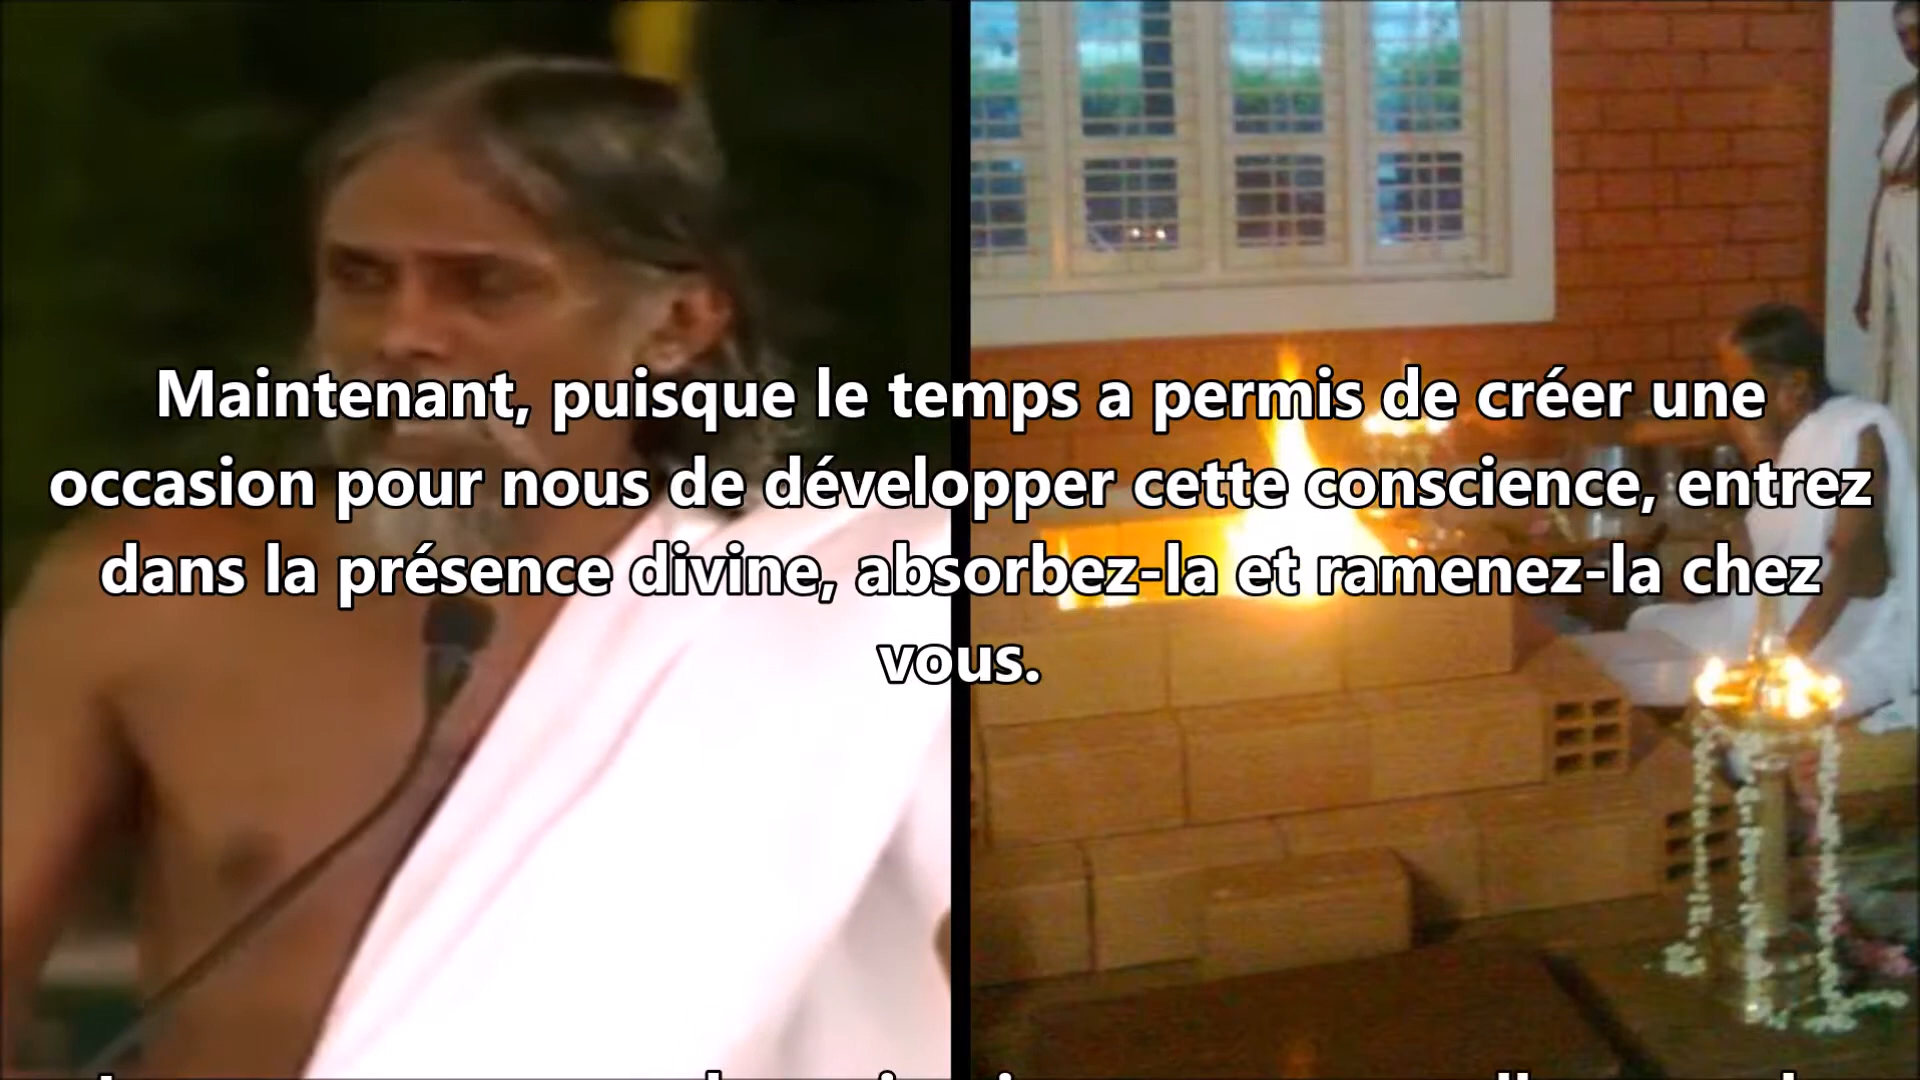 Maintenant, puisque le temps a permis de créer une
occasion pour nous de développer cette conscience, entrez
dans la présence divine, absorbez-la et ramenez-la chez
vous.